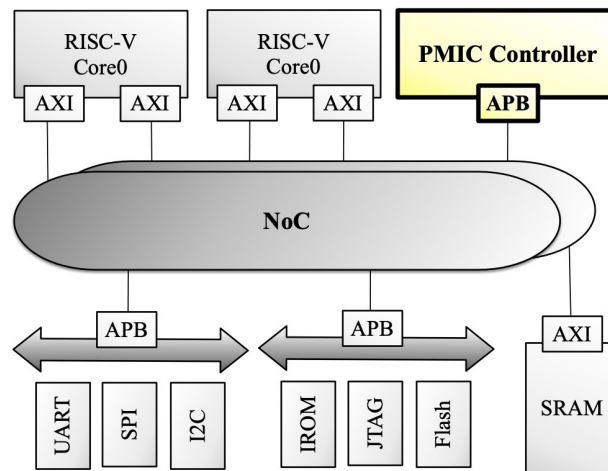 RISC-V
Core0
RISC-V
Core0
PMIC Controller
AXI
AXI
AXI
AXI
APB
NoC
APB
APB
AXI
UART
SPI
I2C
IROM
JTAG
Flash
SRAM